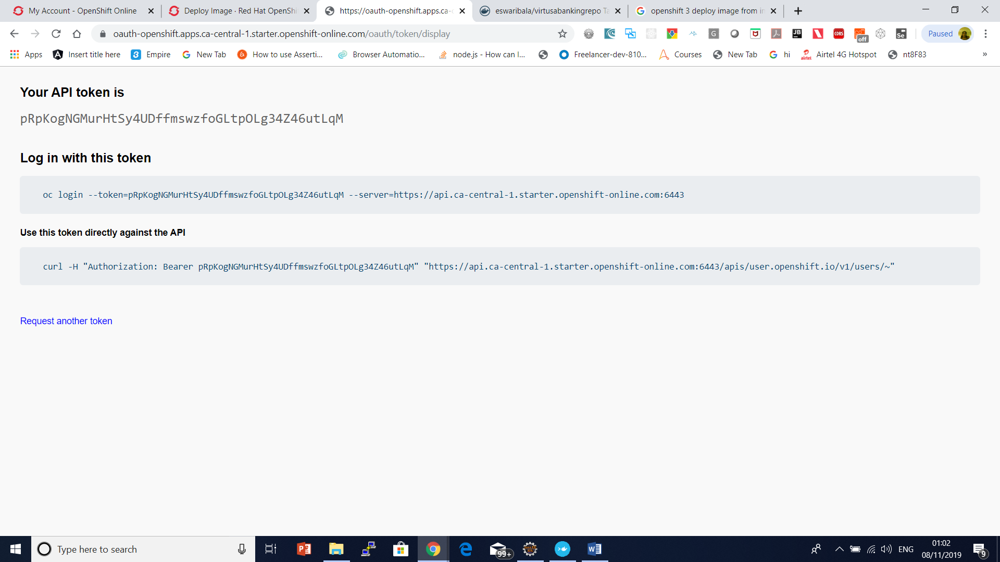 My Account - OpenShift Online
Deploy Image · Red Hat OpenShi
https://oauth-openshift.apps.ca-c
eswaribala/virtusabankingrepo Ta
openshift 3 deploy image from in
oauth-openshift.apps.ca-central-1.starter.openshift-online.com/oauth/token/display
G
JB
CORS
off
Se
Paused
Apps
Insert title here
Empire
New Tab
How to use Asserti...
Browser Automatio...
node.js - How can I...
Freelancer-dev-810...
Courses
New Tab
hi
airtel
Airtel 4G Hotspot
nt8F83
»
Your API token is
pRpKogNGMurHtSy4UDffmswzfoGLtpOLg34Z46utLqM
Log in with this token
oc login --token=pRpKogNGMurHtSy4UDffmswzfoGLtpOLg34Z46utLqM --server=https://api.ca-central-1.starter.openshift-online.com:6443
Use this token directly against the API
curl -H "Authorization: Bearer pRpKogNGMurHtSy4UDffmswzfoGLtpOLg34Z46utLqM" "https://api.ca-central-1.starter.openshift-online.com:6443/apis/user.openshift.io/v1/users/~"
Request another token
Type here to search
99+
ENG
01:02
08/11/2019
9